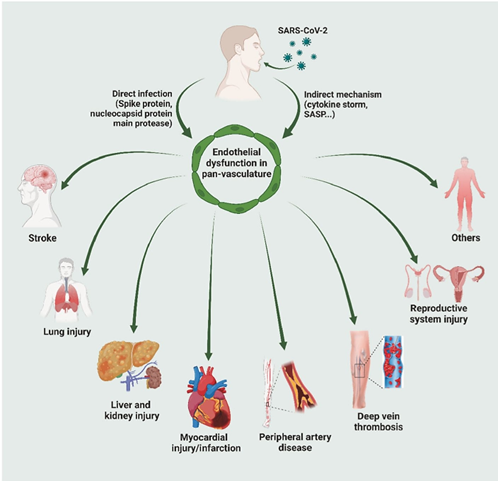 SARS-CoV-2
Direct infection
(Spike protein,
nucleocapsid protein
main protease)
Indirect mechanism
(cytokine storm,
SASP...)
Endothelial
dysfunction in
pan-vasculature
Stroke
Others
Lung injury
Reproductive
system injury
Liver and
kidney injury
Myocardial
injury/infarction
Peripheral artery
disease
Deep vein
thrombosis